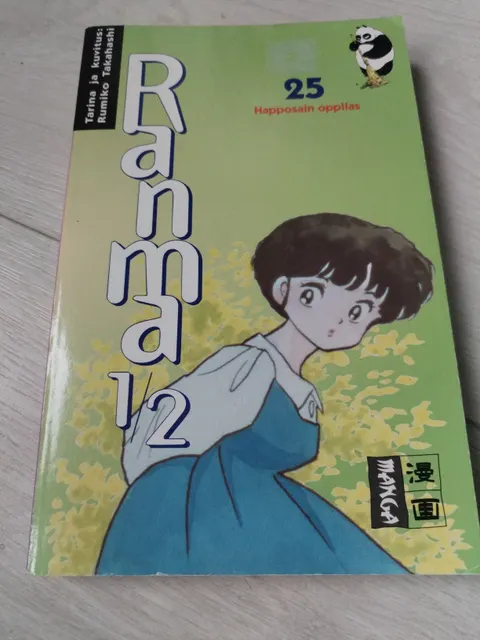 Tarina ja kuvitus:
Rumiko Takahashi
Ranma
1/2
25
Happosain oppilas
MANGA
漫
画